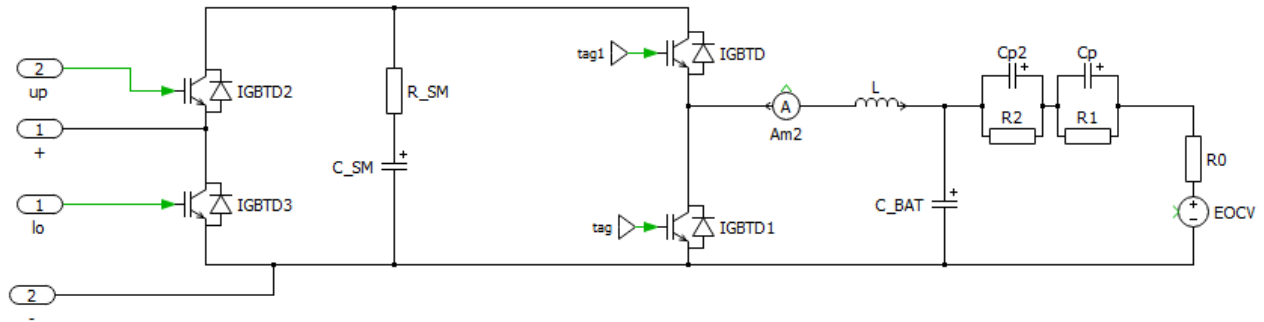 2
up
1
+
1
lo
2
-
IGBTD2
IGBTD3
R_SM
C_SM
+
tag1
IGBTD
tag
IGBTD1
A
Am2
L
C_BAT
+
Cp2
+
R2
Cp
+
R1
R0
+
−
EOCV